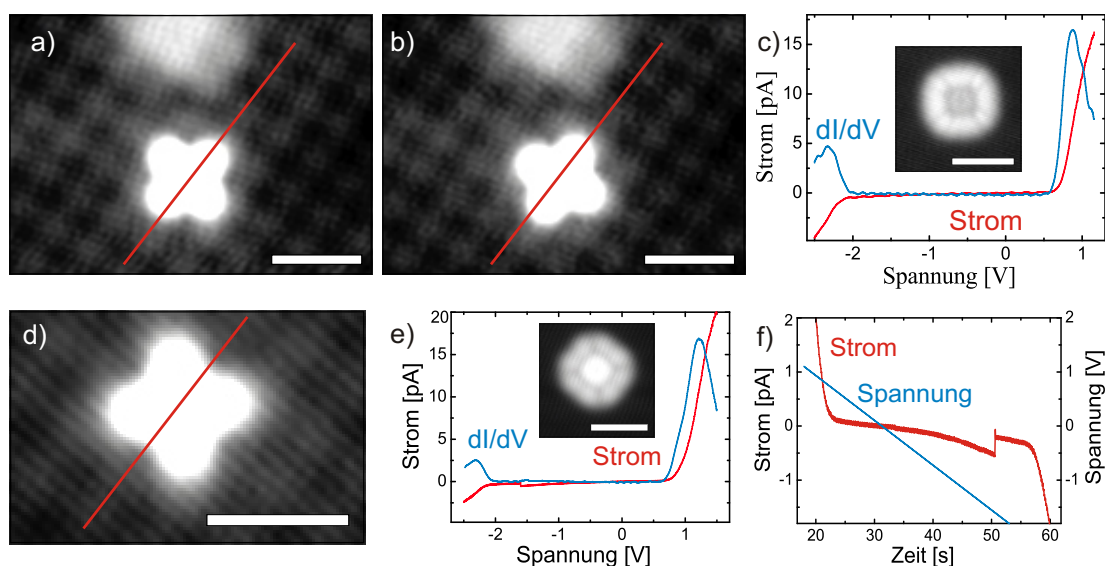 a)
b)
c)
15
10
5
0
Strom [pA]
dI/dV
Strom
-2
-1
0
1
Spannung [V]
d)
e)
20
15
10
5
0
Strom [pA]
dI/dV
Strom
-2
-1
0
1
Spannung [V]
f)
2
1
0
-1
Strom [pA]
Strom
Spannung
2
1
0
-1
Spannung [V]
20
30
40
50
60
Zeit [s]